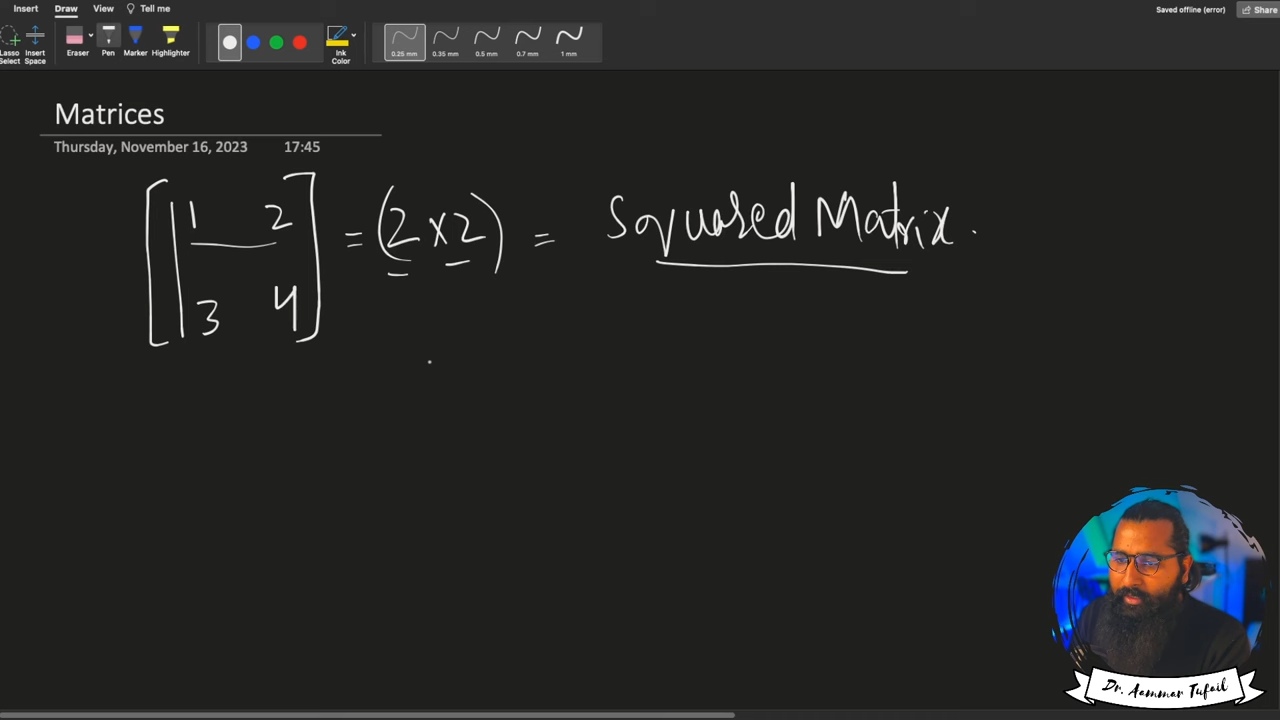 Insert Draw View Tell me
Saved offline (error) Share
Lasso Select Insert Space Eraser Pen Marker Highlighter Ink Color 0.25 mm 0.35 mm 0.5 mm 0.7 mm 1 mm
Matrices
Thursday, November 16, 2023 17:45
[1 2
3 4] = (2 × 2) = Squared Matrix.
Dr. Aammar Tufail